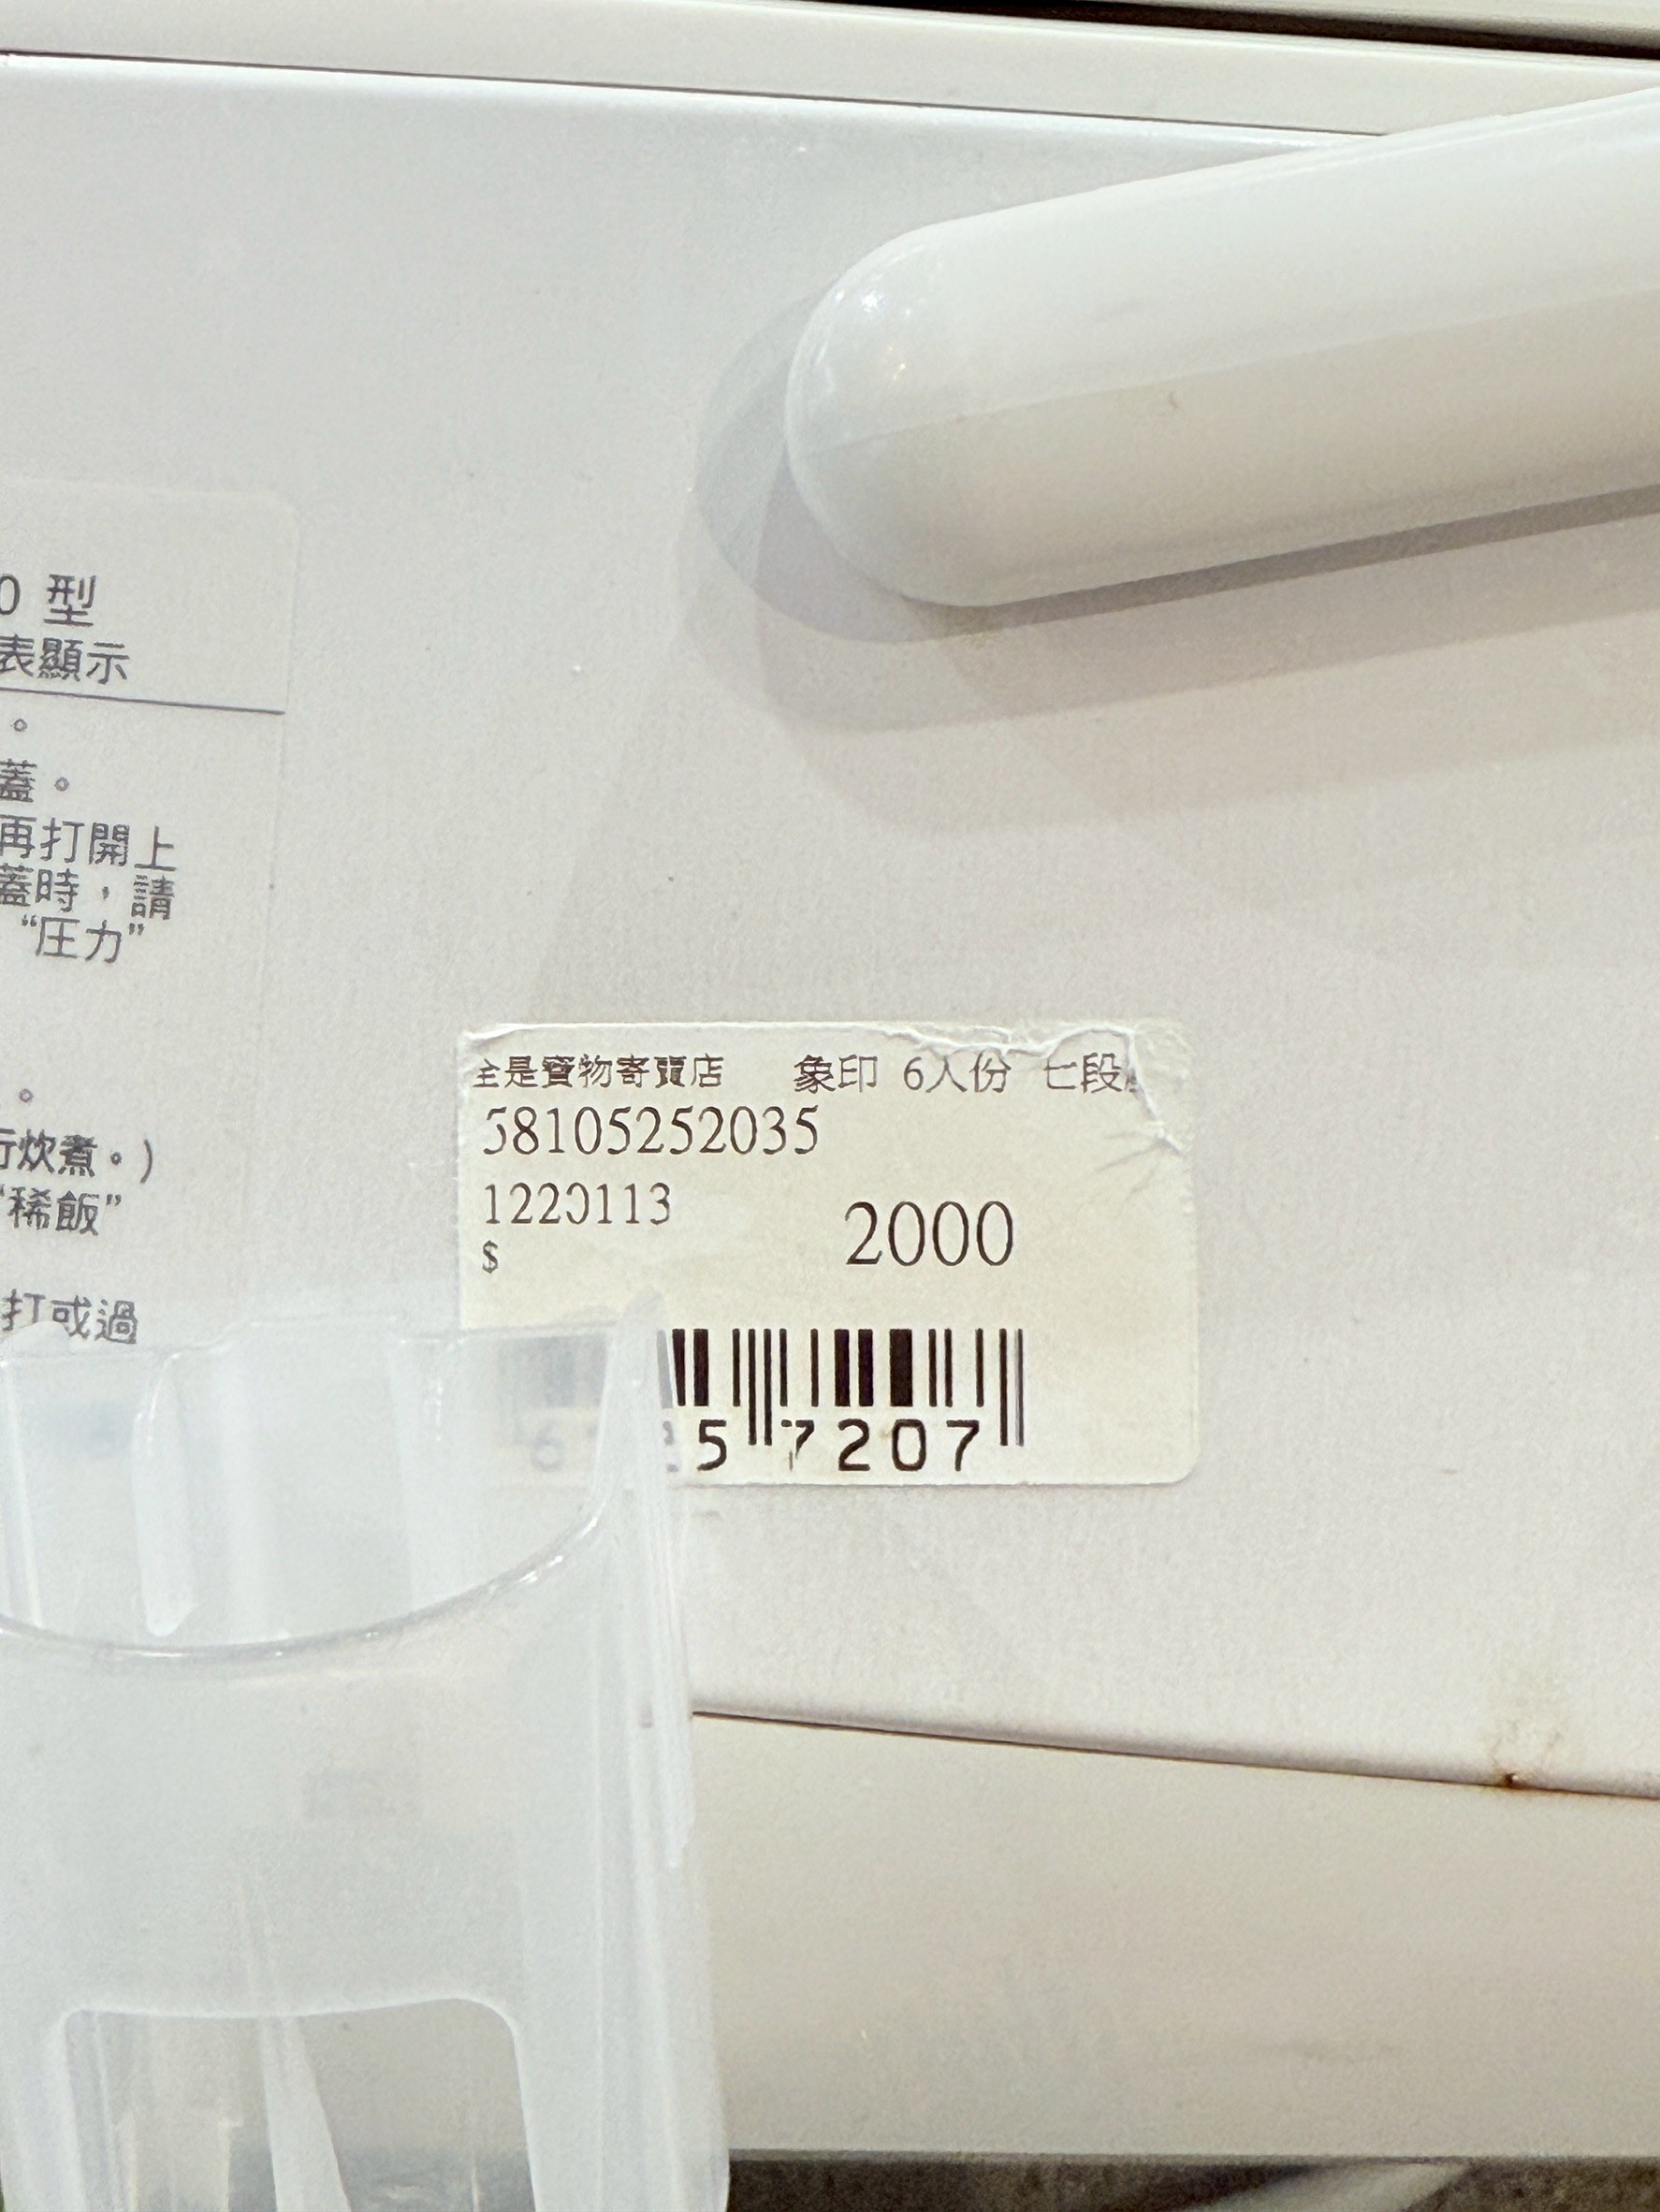 0 型
表顯示
。
蓋。
再打開上
蓋時，請
“圧力”
。
行炊煮。)
“稀飯”
打或過
全是寶物寄賣店 象印 6人份 七段
58105252035
1220113
2000
$
5 7207